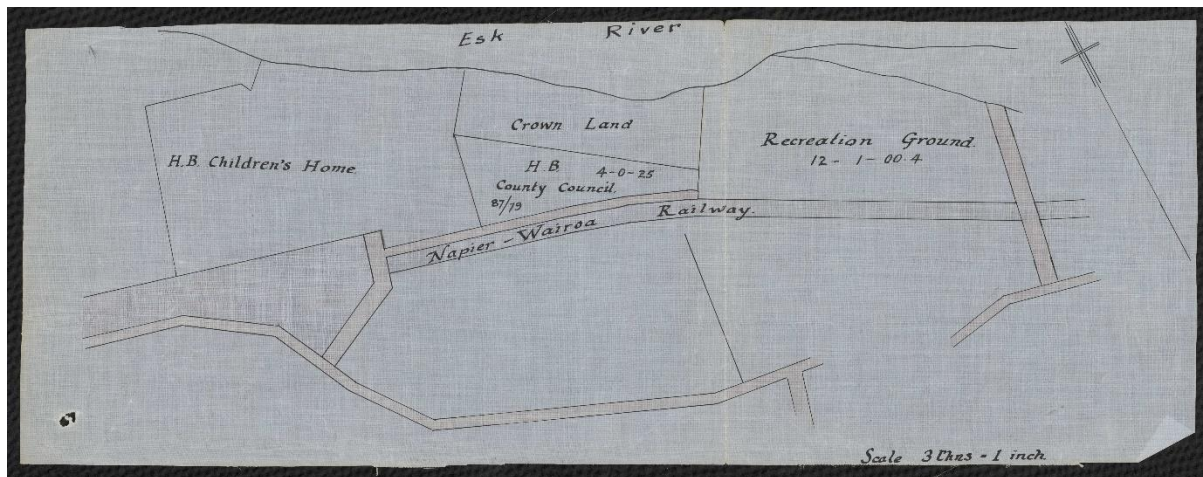 Esk River
Crown Land
Recreation Ground.
12 - 1 - 00.4
H.B. Children's Home
H.B. 4-0-25
County Council.
87/19
Napier - Wairoa Railway.
Scale 3 Chns - 1 inch